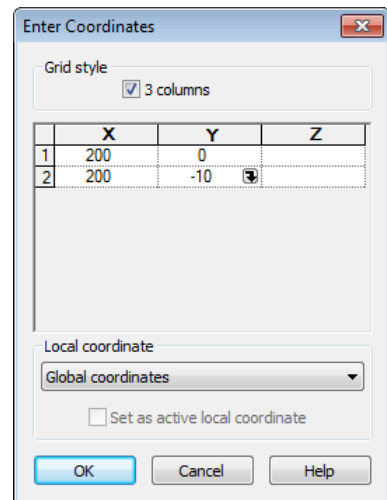 Enter Coordinates
Grid style
3 columns
X Y Z
1 200 0
2 200 -10
Local coordinate
Global coordinates
Set as active local coordinate
OK Cancel Help